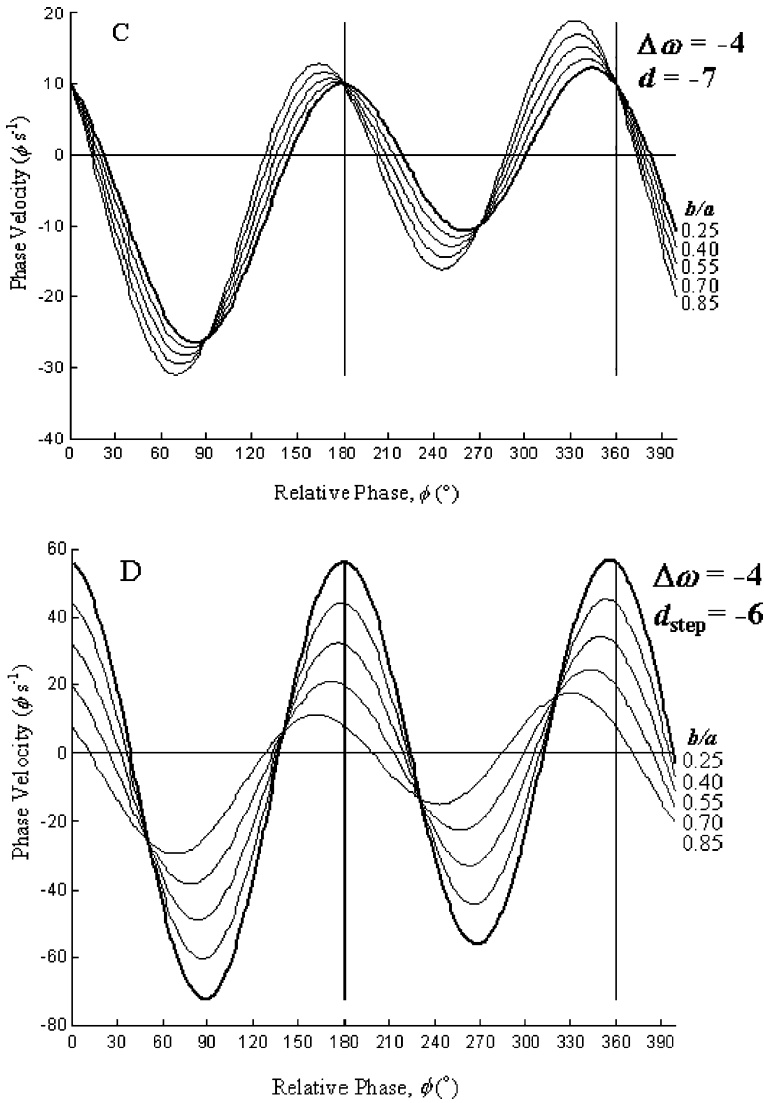 C
Δω = -4
d = -7
20
10
0
-10
-20
-30
-40
Phase Velocity (ϕ s-1)
b/a
0.25
0.40
0.55
0.70
0.85
0 30 60 90 120 150 180 210 240 270 300 330 360 390
Relative Phase, ϕ (°)
D
Δω = -4
dstep = -6
60
40
20
0
-20
-40
-60
-80
Phase Velocity (ϕ s-1)
b/a
0.25
0.40
0.55
0.70
0.85
0 30 60 90 120 150 180 210 240 270 300 330 360 390
Relative Phase, ϕ (°)